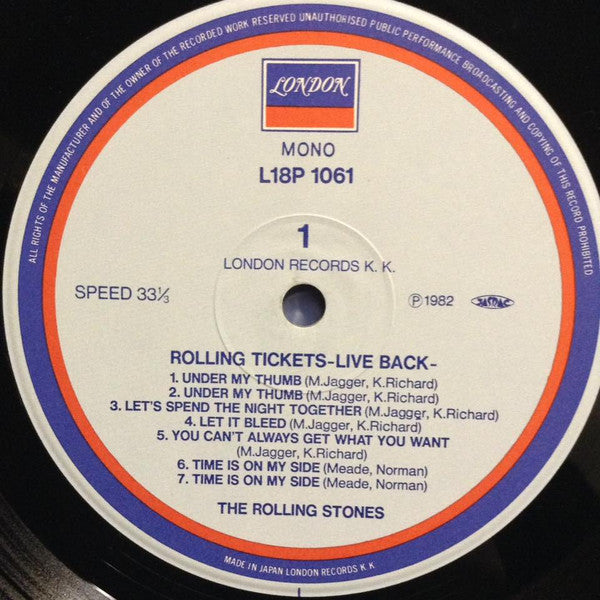 ALL RIGHTS OF THE MANUFACTURER AND OF THE OWNER OF THE RECORDED WORK RESERVED UNAUTHORISED PUBLIC PERFORMANCE BROADCASTING AND COPYING OF THIS RECORD PROHIBITED
LONDON
MONO
L18P 1061
1
LONDON RECORDS K. K.
SPEED 33⅓
℗ 1982 JASRAC
ROLLING TICKETS-LIVE BACK-
1. UNDER MY THUMB (M.Jagger, K.Richard)
2. UNDER MY THUMB (M.Jagger, K.Richard)
3. LET'S SPEND THE NIGHT TOGETHER (M.Jagger, K.Richard)
4. LET IT BLEED (M.Jagger, K.Richard)
5. YOU CAN'T ALWAYS GET WHAT YOU WANT
(M.Jagger, K.Richard)
6. TIME IS ON MY SIDE (Meade, Norman)
7. TIME IS ON MY SIDE (Meade, Norman)
THE ROLLING STONES
MADE IN JAPAN LONDON RECORDS K. K